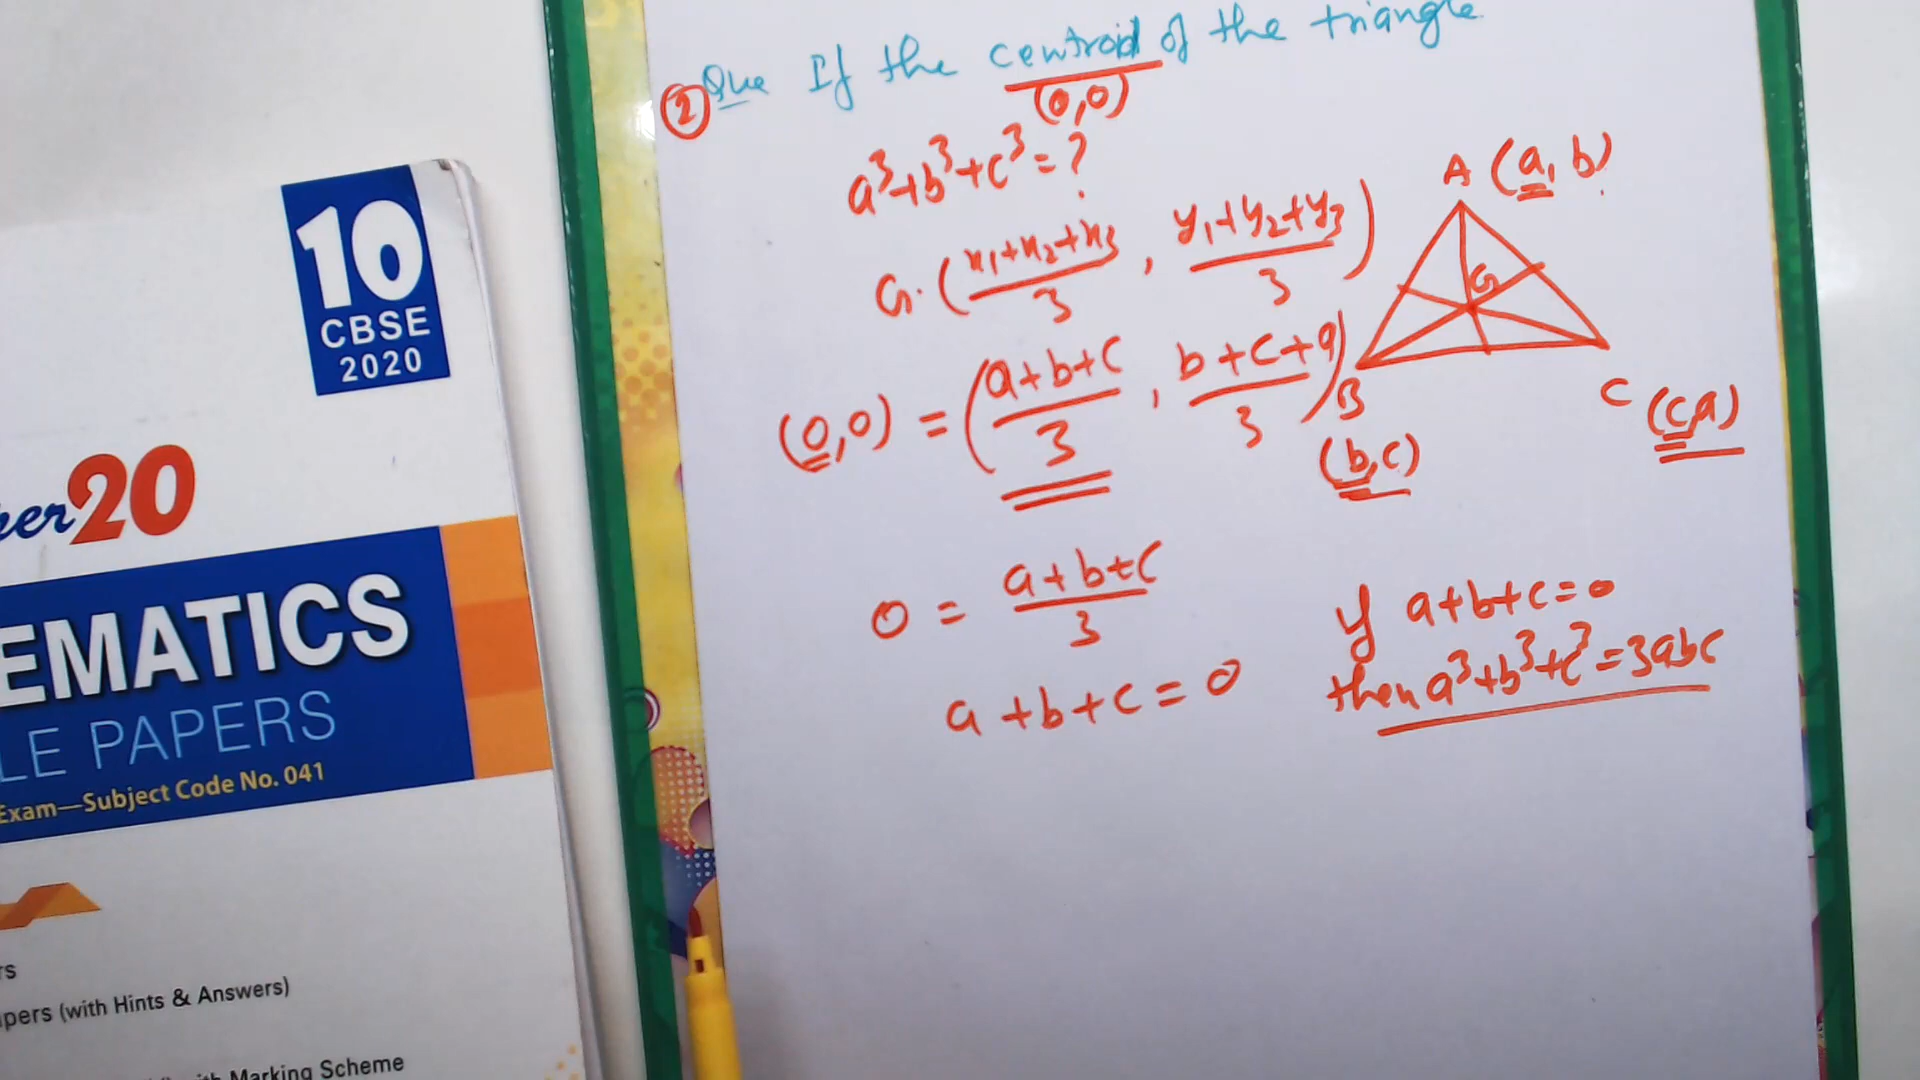 ② Que If the centroid of the triangle
(0,0)
a³+b³+c³=?
G.(x₁+x₂+x₃/3, y₁+y₂+y₃/3)
(0,0) = (a+b+c/3, b+c+a/3)
0 = a+b+c/3
a+b+c=0
If a+b+c=0
then a³+b³+c³=3abc
A (a, b)
G
B
(b,c)
C (c,a)
10
CBSE
2020
er20
EMATICS
LE PAPERS
Exam—Subject Code No. 041
rs
pers (with Hints & Answers)
with Marking Scheme